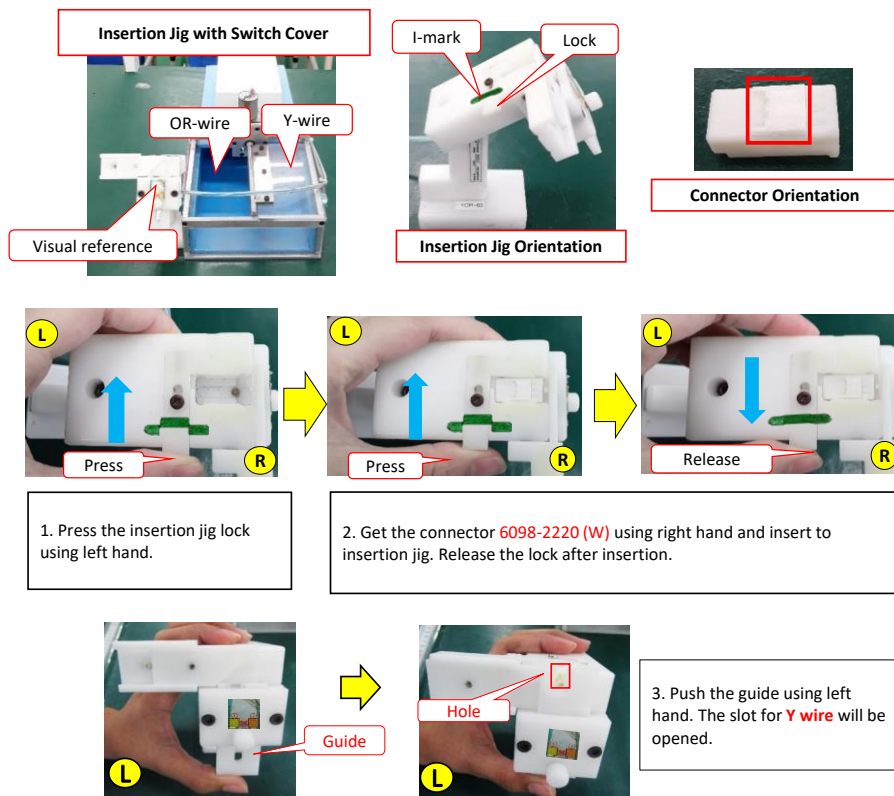 Insertion Jig with Switch Cover
I-mark
Lock
OR-wire
Y-wire
Visual reference
Insertion Jig Orientation
Connector Orientation
L
R
Press
L
R
Press
L
R
Release
1. Press the insertion jig lock
using left hand.
2. Get the connector 6098-2220 (W) using right hand and insert to
insertion jig. Release the lock after insertion.
Guide
L
Hole
L
3. Push the guide using left
hand. The slot for Y wire will be
opened.